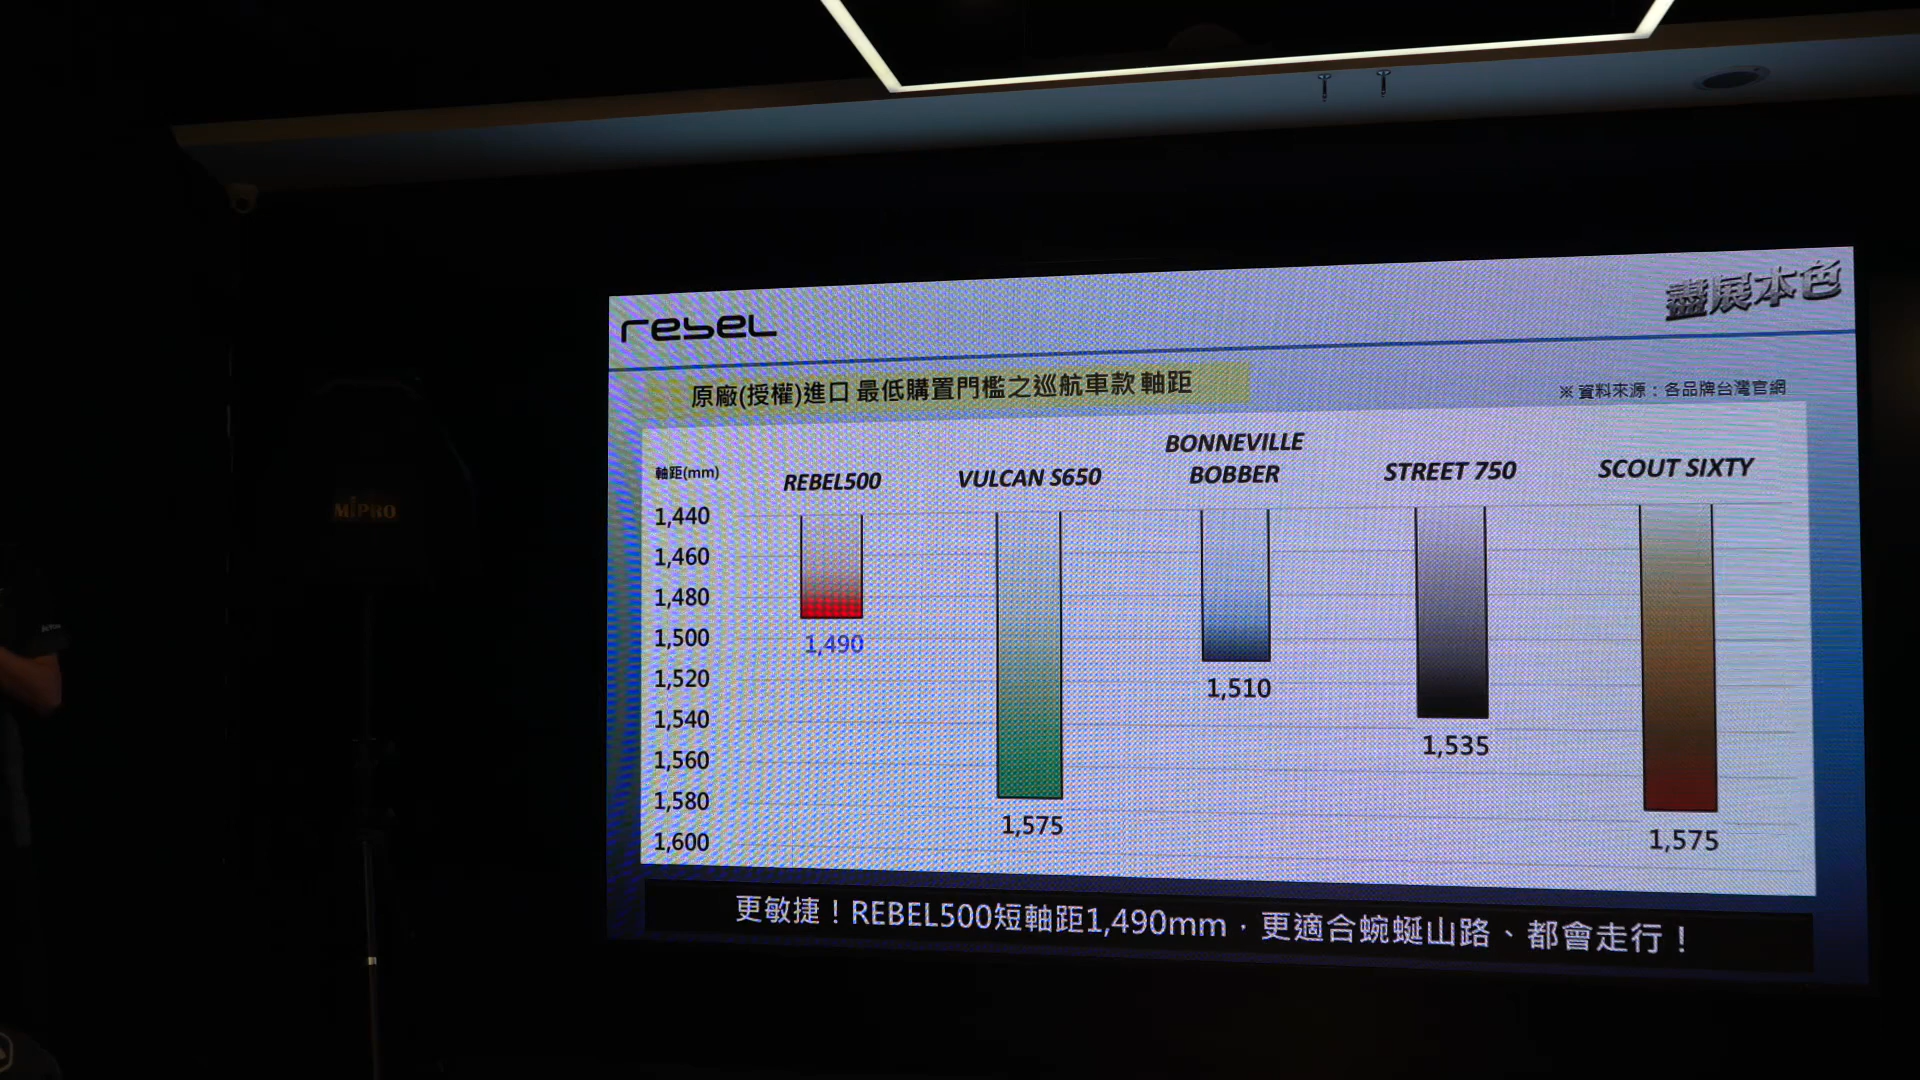 盡展本色
rebel
原廠(授權)進口 最低購置門檻之巡航車款 軸距
※ 資料來源：各品牌台灣官網
軸距(mm)
REBEL500
VULCAN S650
BONNEVILLE
BOBBER
STREET 750
SCOUT SIXTY
1,440
1,460
1,480
1,500
1,520
1,540
1,560
1,580
1,600
1,490
1,575
1,510
1,535
1,575
更敏捷！REBEL500短軸距1,490mm，更適合蜿蜒山路、都會走行！
MIPRO